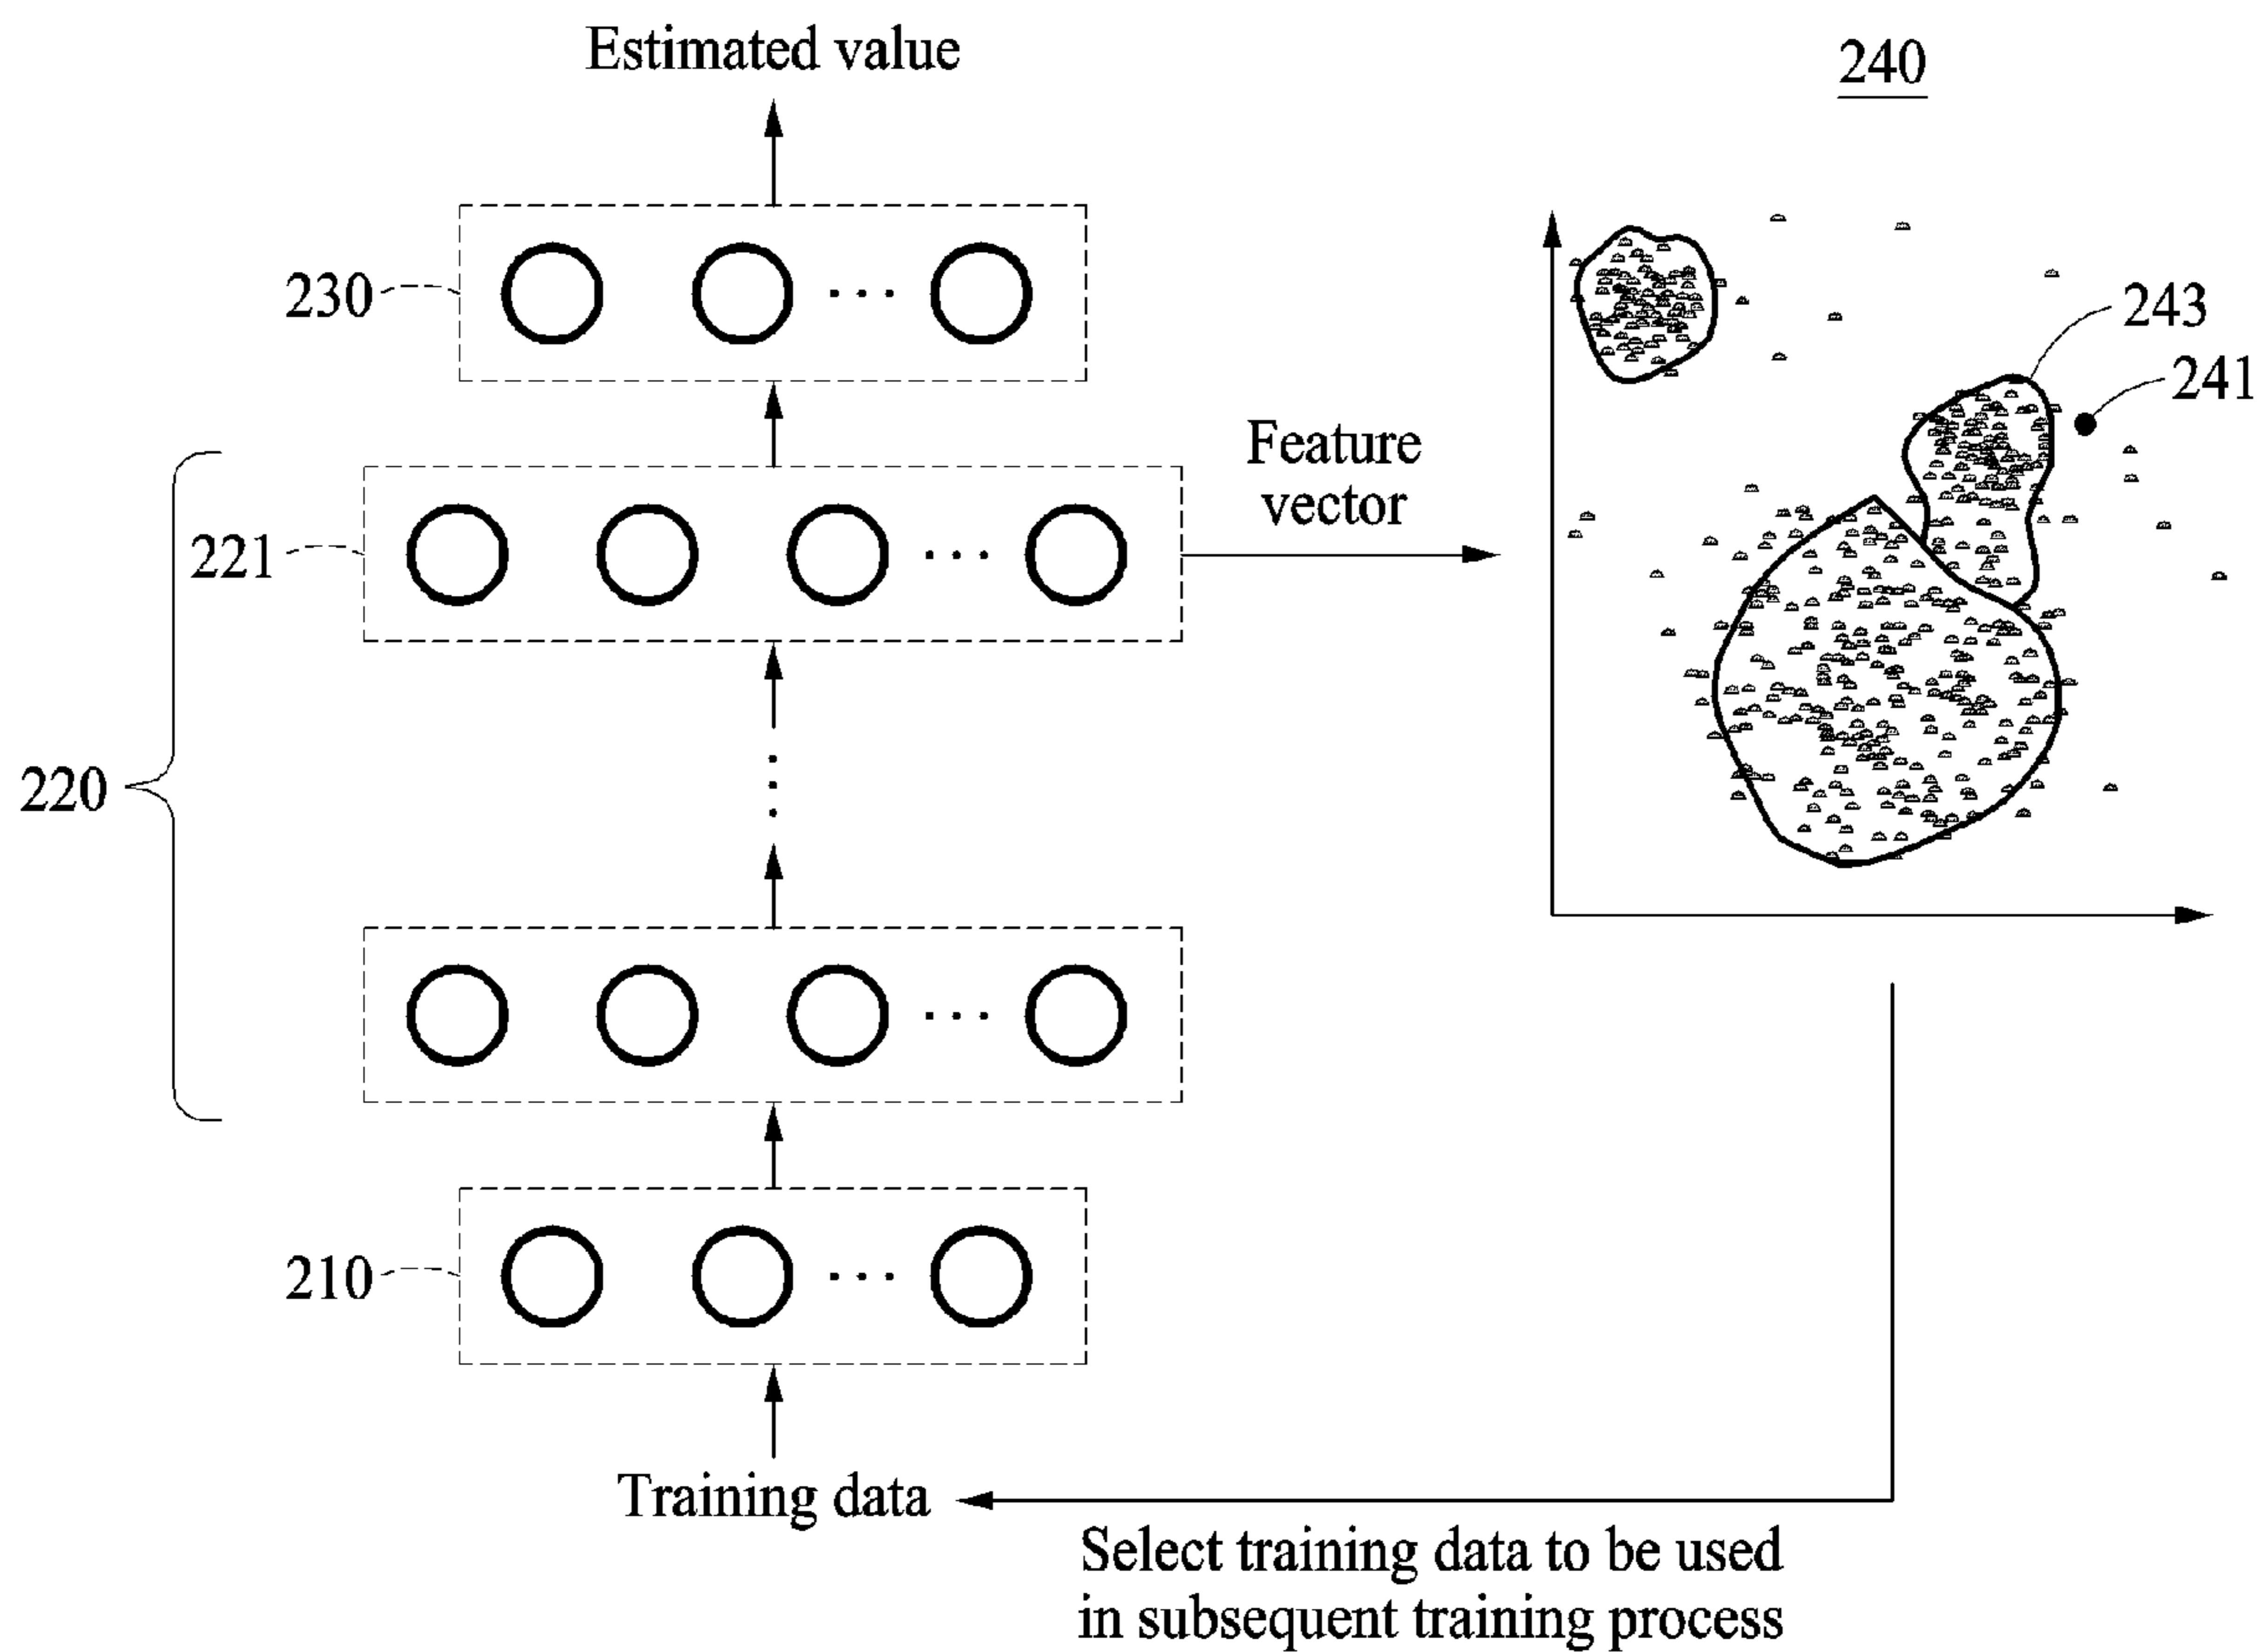 Estimated value
240
230
243
241
Feature
vector
221
220
210
Training data
Select training data to be used
in subsequent training process